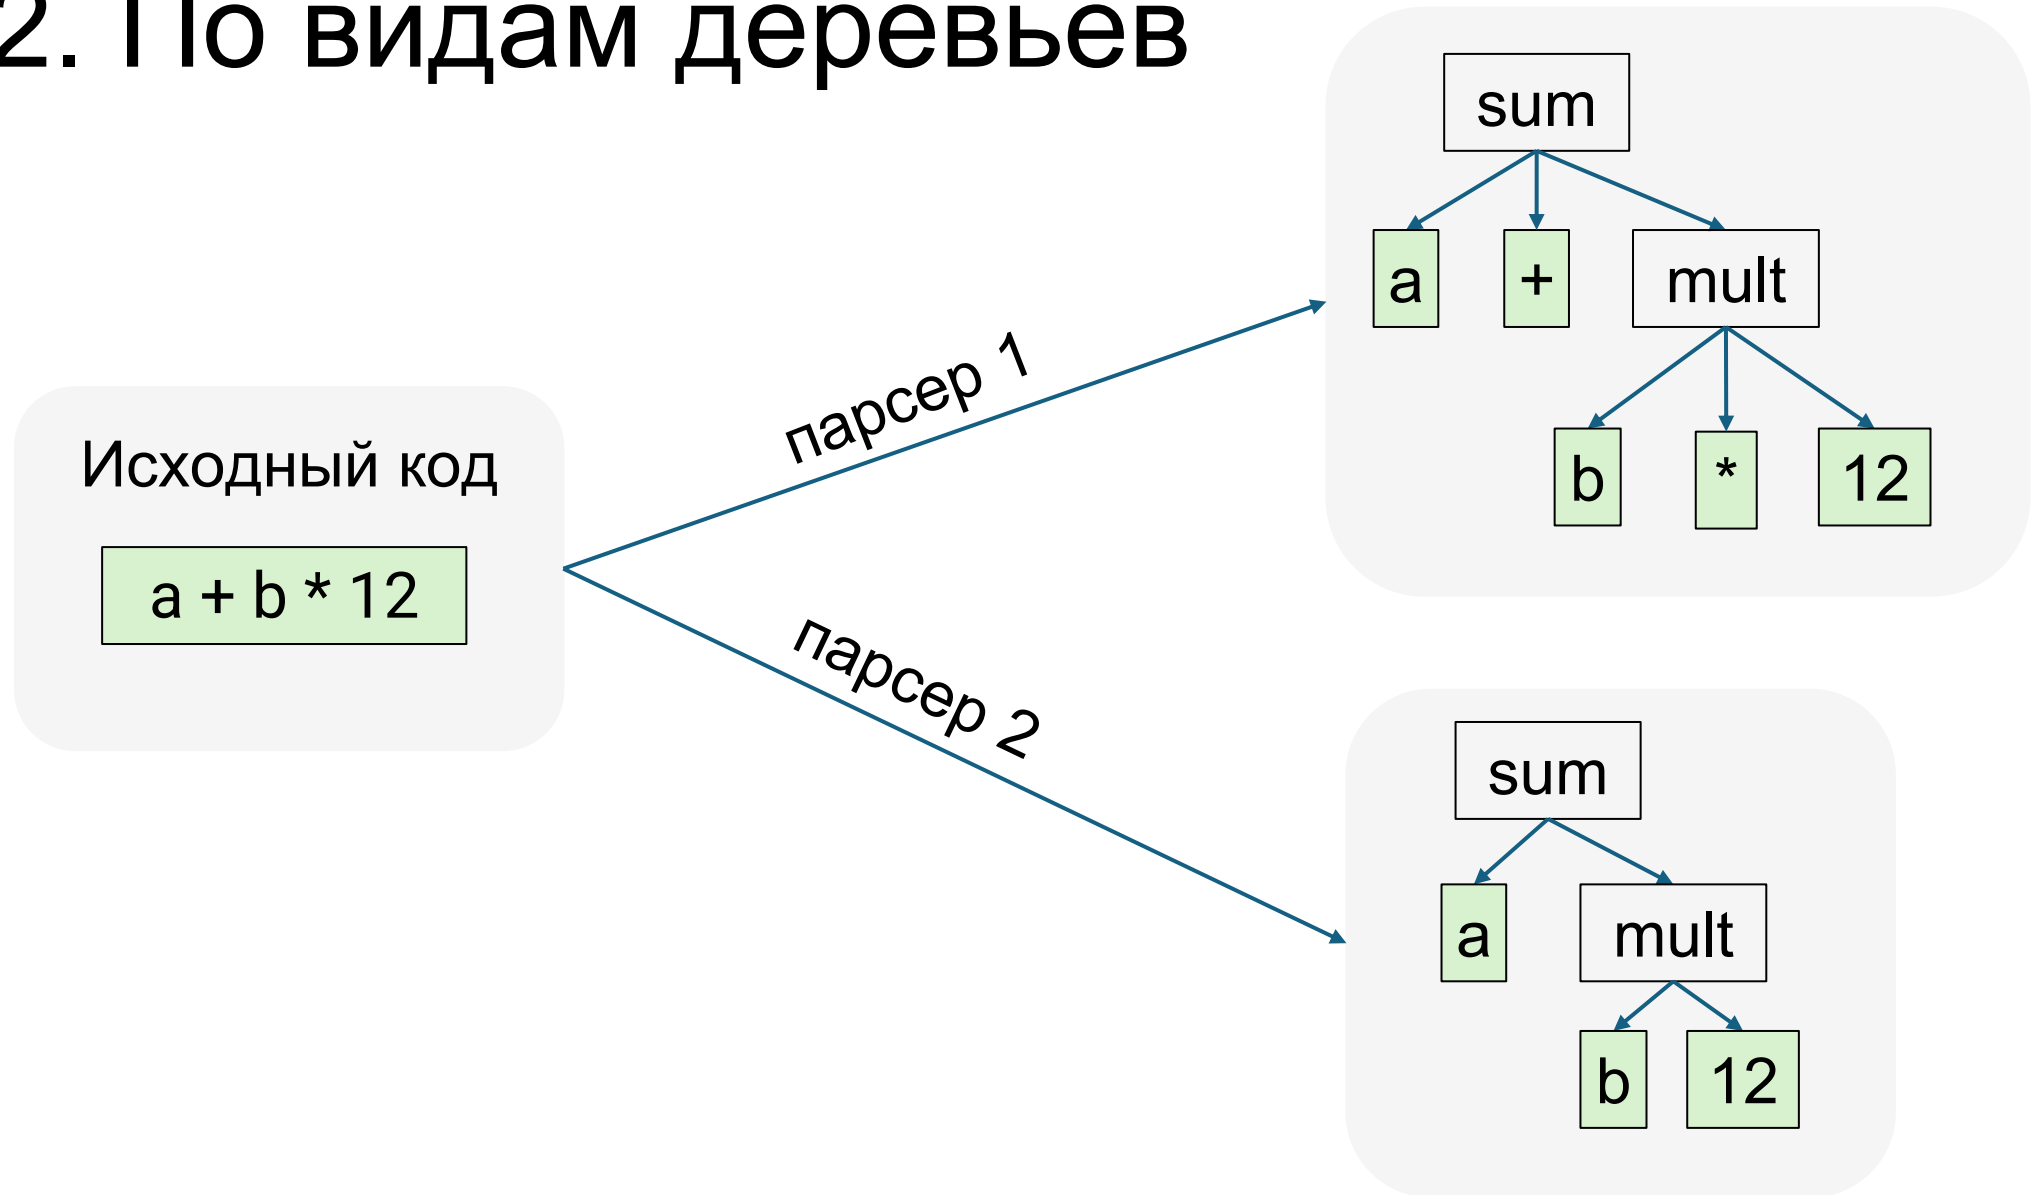 2. По видам деревьев
sum
a + mult
b * 12
парсер 1
Исходный код
a + b * 12
парсер 2
sum
a mult
b 12